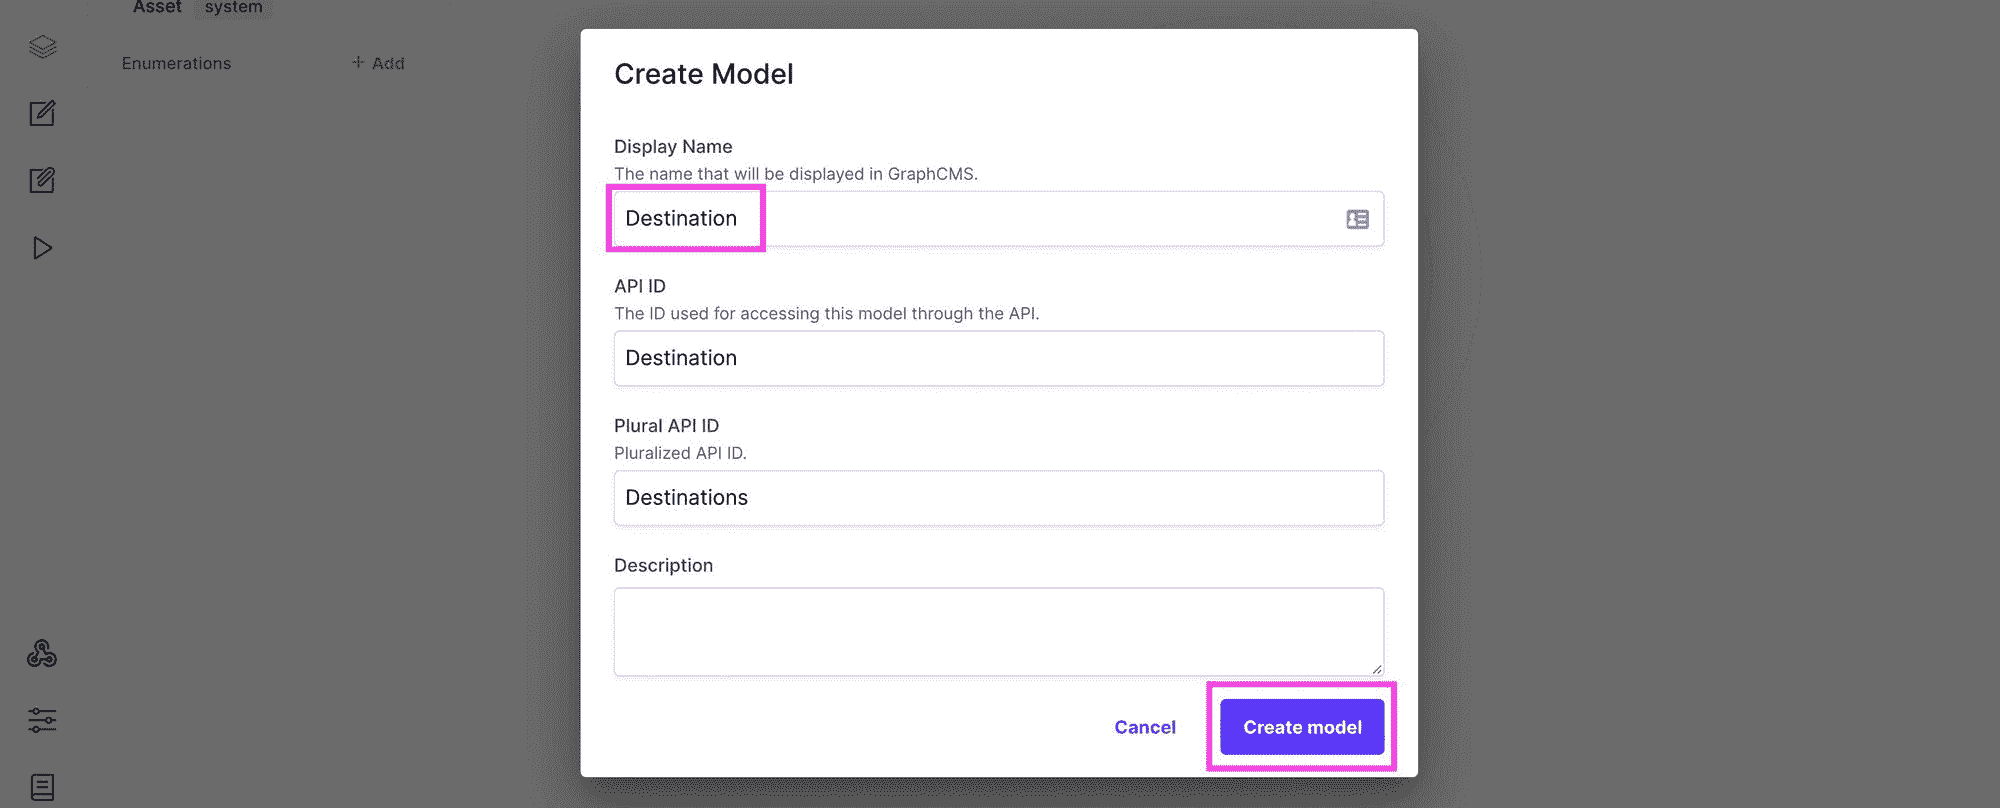 Asset system
Enumerations + Add
Create Model
Display Name
The name that will be displayed in GraphCMS.
Destination
API ID
The ID used for accessing this model through the API.
Destination
Plural API ID
Pluralized API ID.
Destinations
Description
Cancel Create model